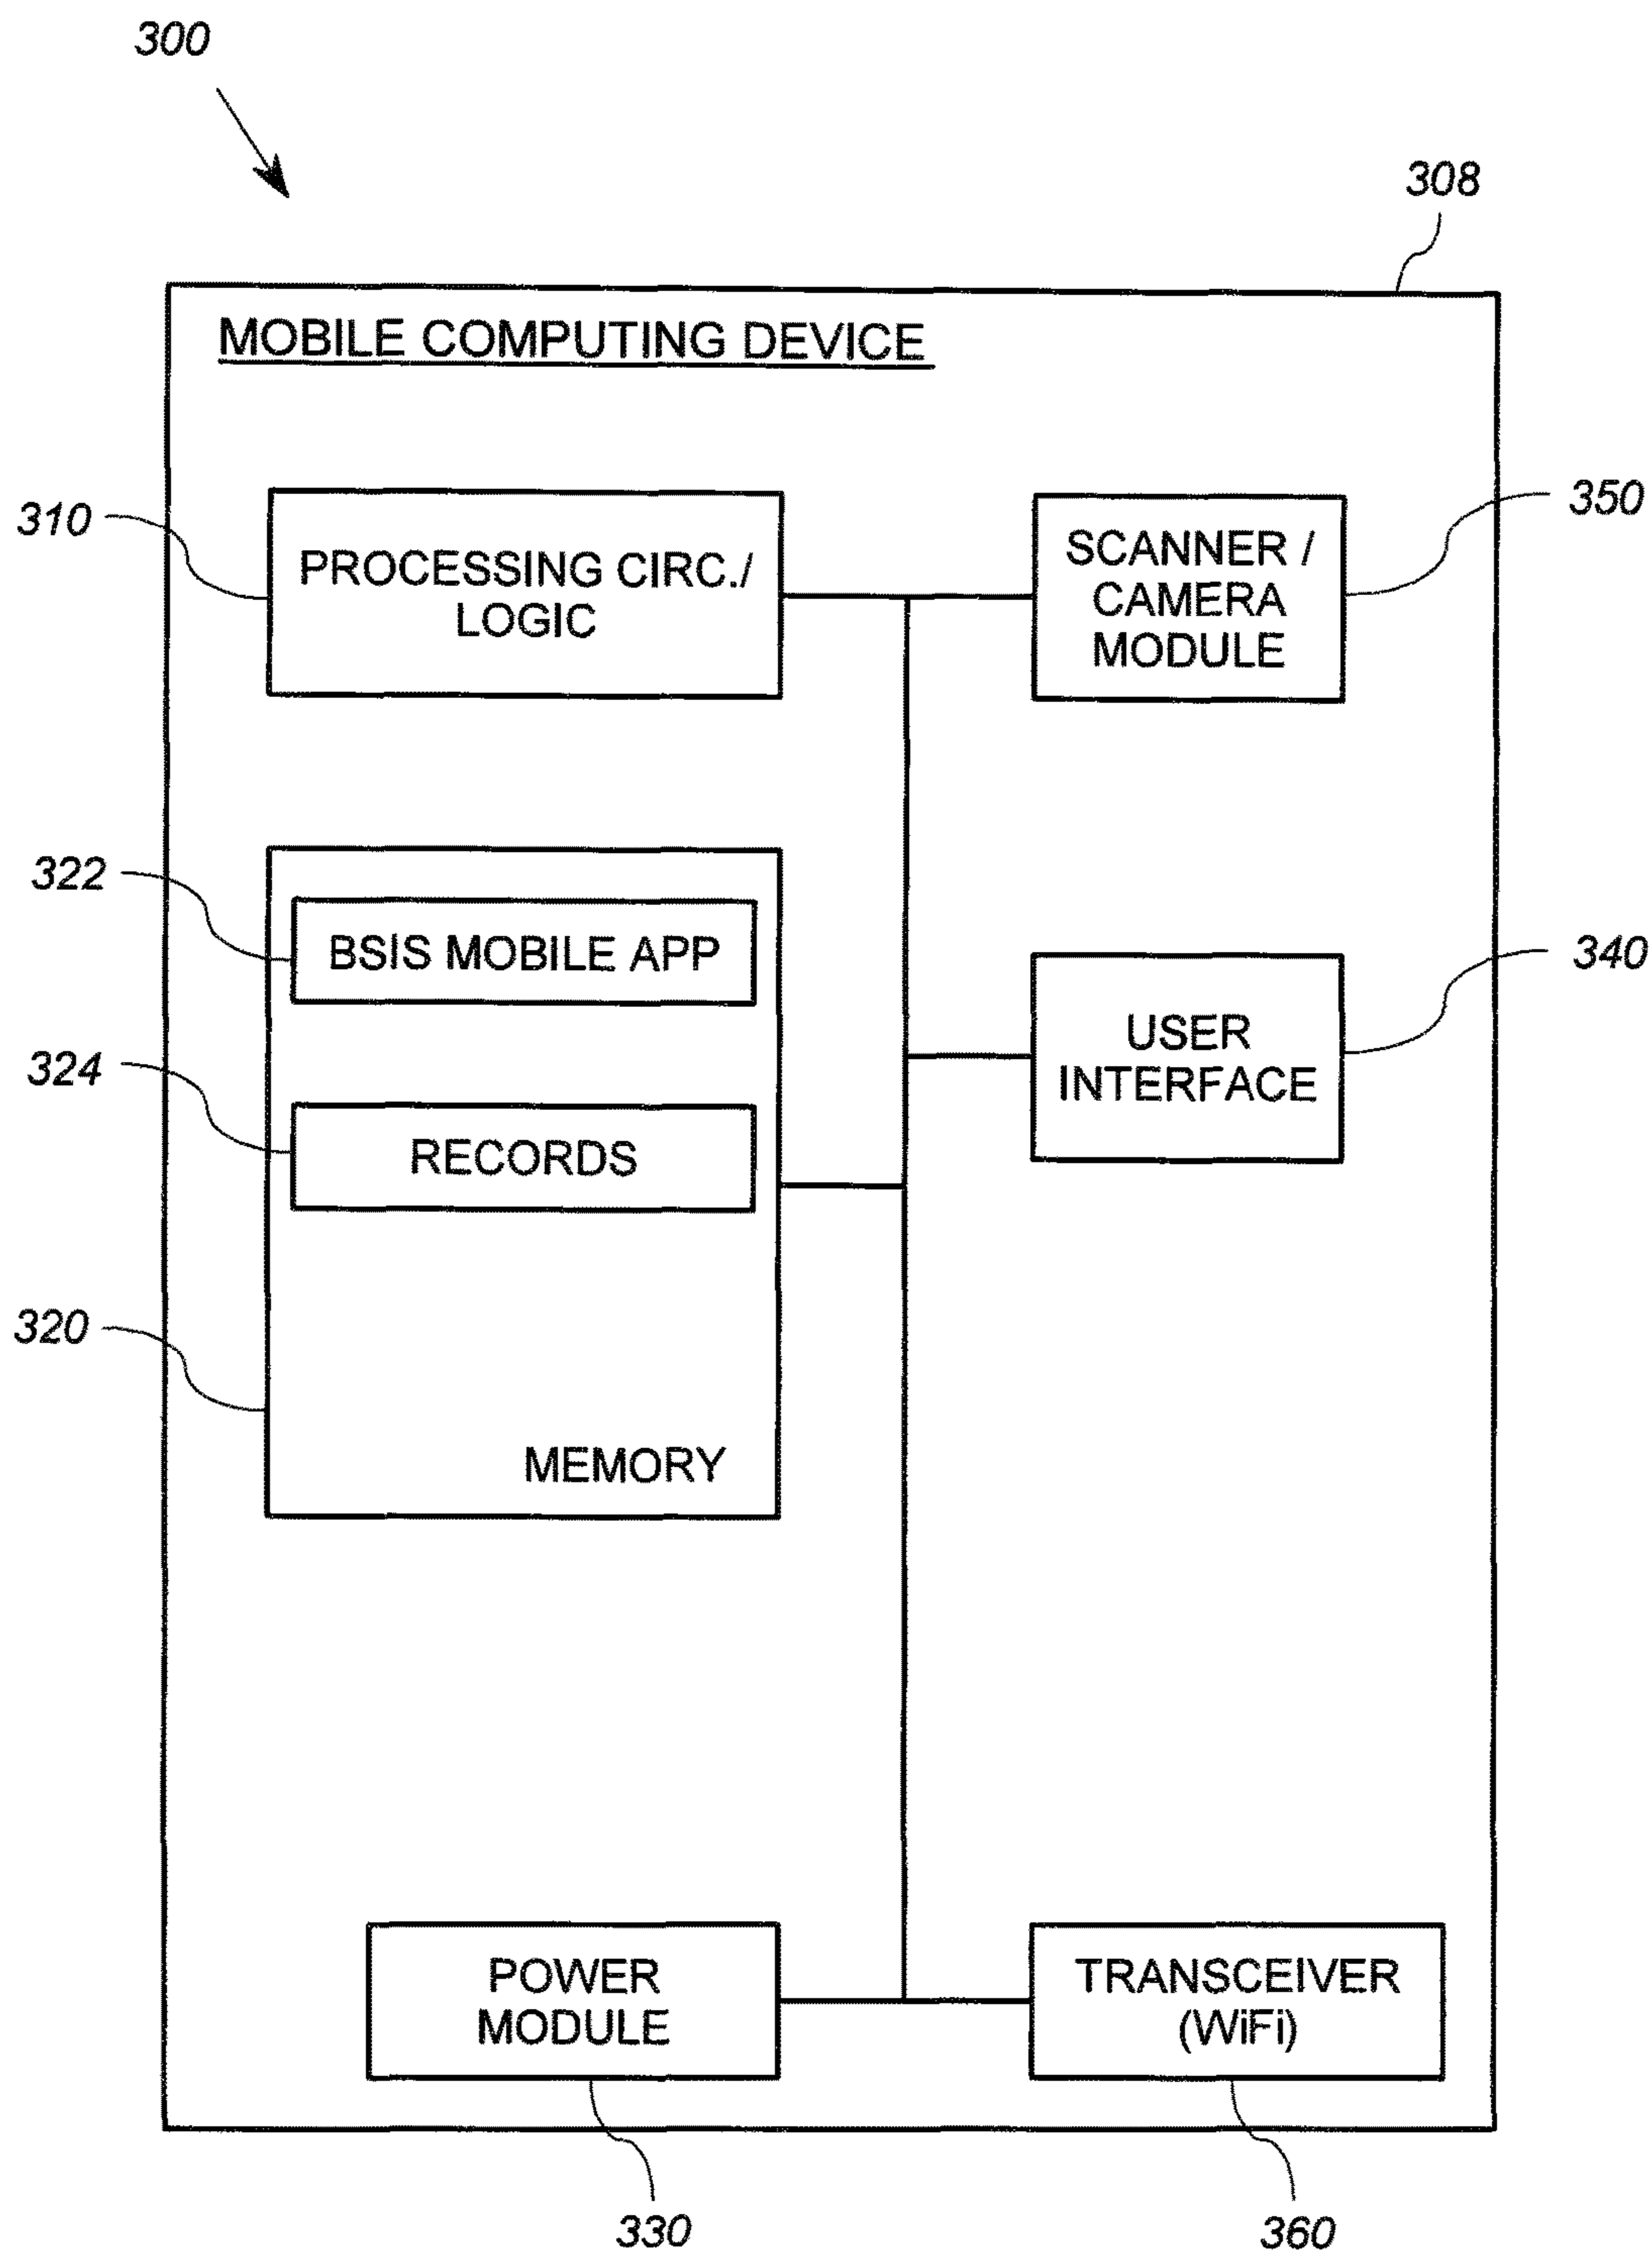 300
308
MOBILE COMPUTING DEVICE
310
PROCESSING CIRC./
LOGIC
350
SCANNER /
CAMERA
MODULE
322
BSIS MOBILE APP
324
RECORDS
320
MEMORY
340
USER
INTERFACE
POWER
MODULE
330
TRANSCEIVER
(WiFi)
360